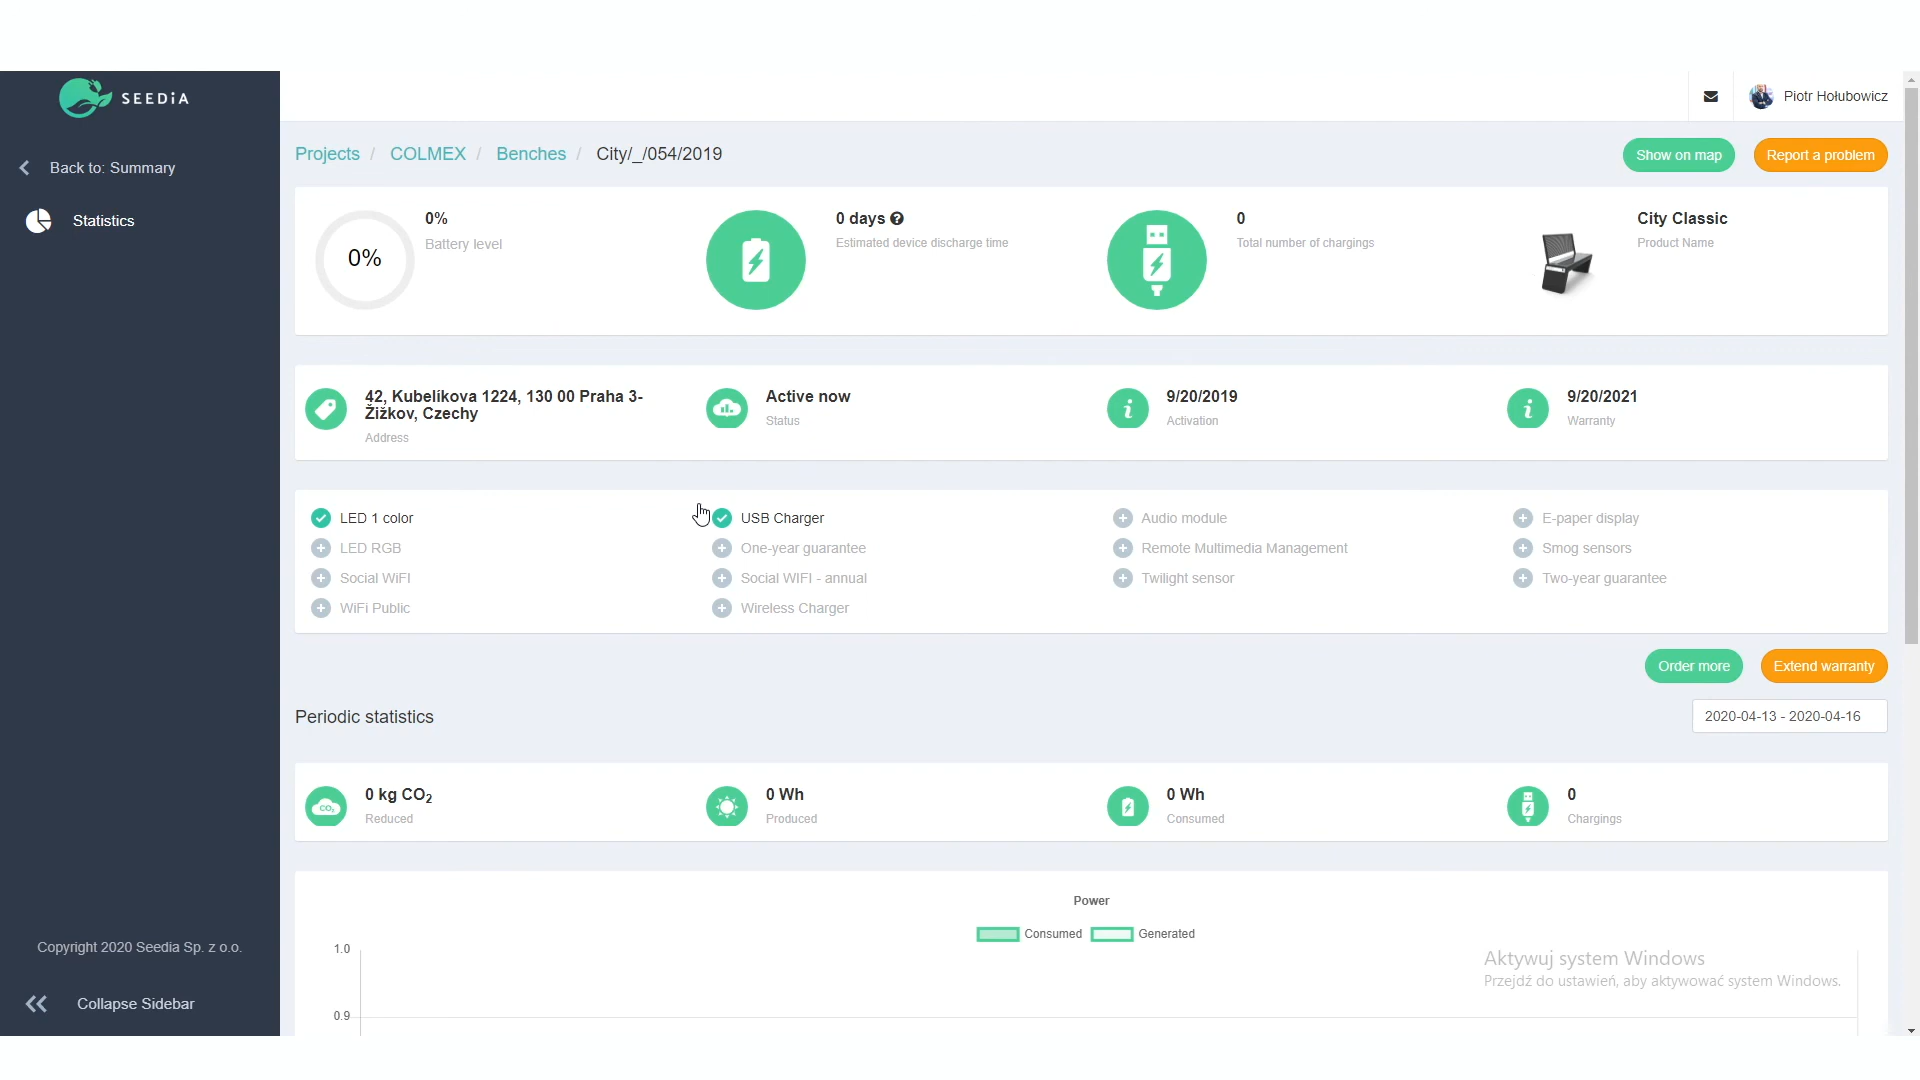 SEEDiA
Piotr Hołubowicz
Back to: Summary
Statistics
Projects / COLMEX / Benches / City/_/054/2019
Show on map
Report a problem
0%
0%
Battery level
0 days
Estimated device discharge time
0
Total number of chargings
City Classic
Product Name
42, Kubelíkova 1224, 130 00 Praha 3-
Žižkov, Czechy
Address
Active now
Status
9/20/2019
Activation
9/20/2021
Warranty
LED 1 color
USB Charger
Audio module
E-paper display
LED RGB
One-year guarantee
Remote Multimedia Management
Smog sensors
Social WiFI
Social WIFI - annual
Twilight sensor
Two-year guarantee
WiFi Public
Wireless Charger
Order more
Extend warranty
Periodic statistics
2020-04-13 - 2020-04-16
CO₂
0 kg CO₂
Reduced
0 Wh
Produced
0 Wh
Consumed
0
Chargings
Power
Consumed
Generated
1.0
0.9
Aktywuj system Windows
Przejdź do ustawień, aby aktywować system Windows.
Copyright 2020 Seedia Sp. z o.o.
Collapse Sidebar